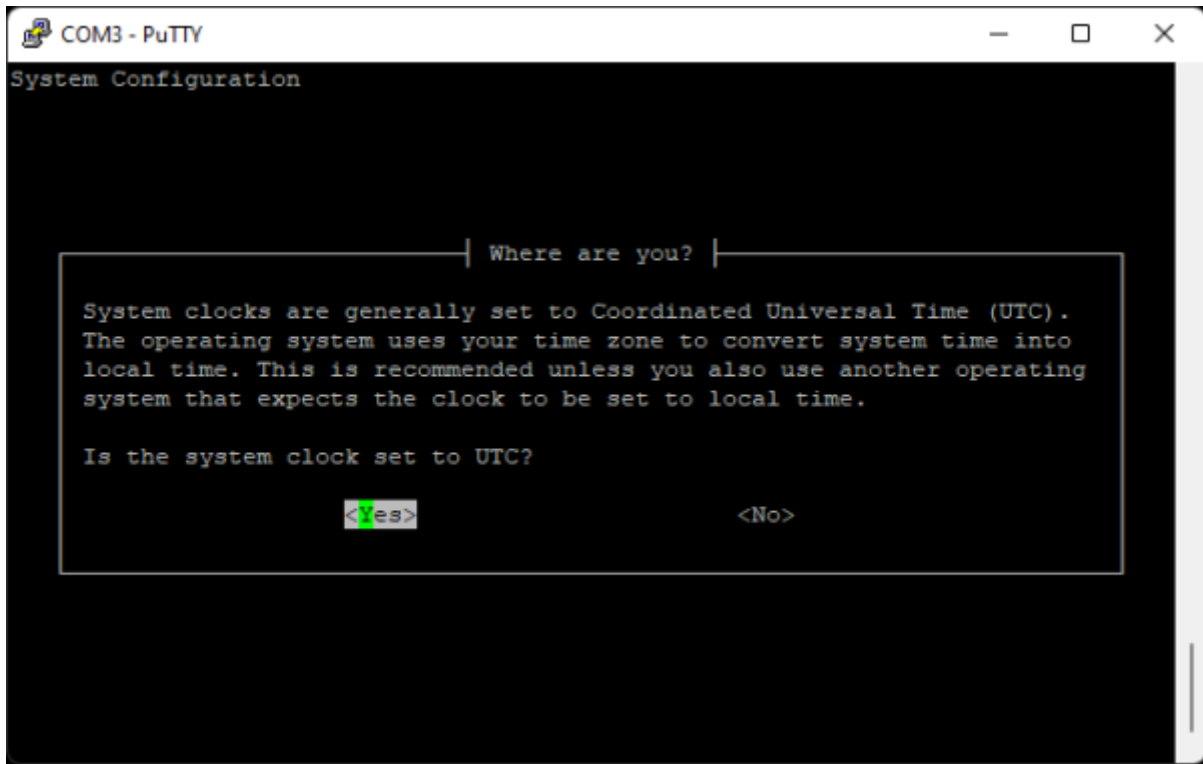 COM3 - PuTTY
System Configuration
Where are you?
System clocks are generally set to Coordinated Universal Time (UTC).
The operating system uses your time zone to convert system time into
local time. This is recommended unless you also use another operating
system that expects the clock to be set to local time.
Is the system clock set to UTC?
<Yes> <No>